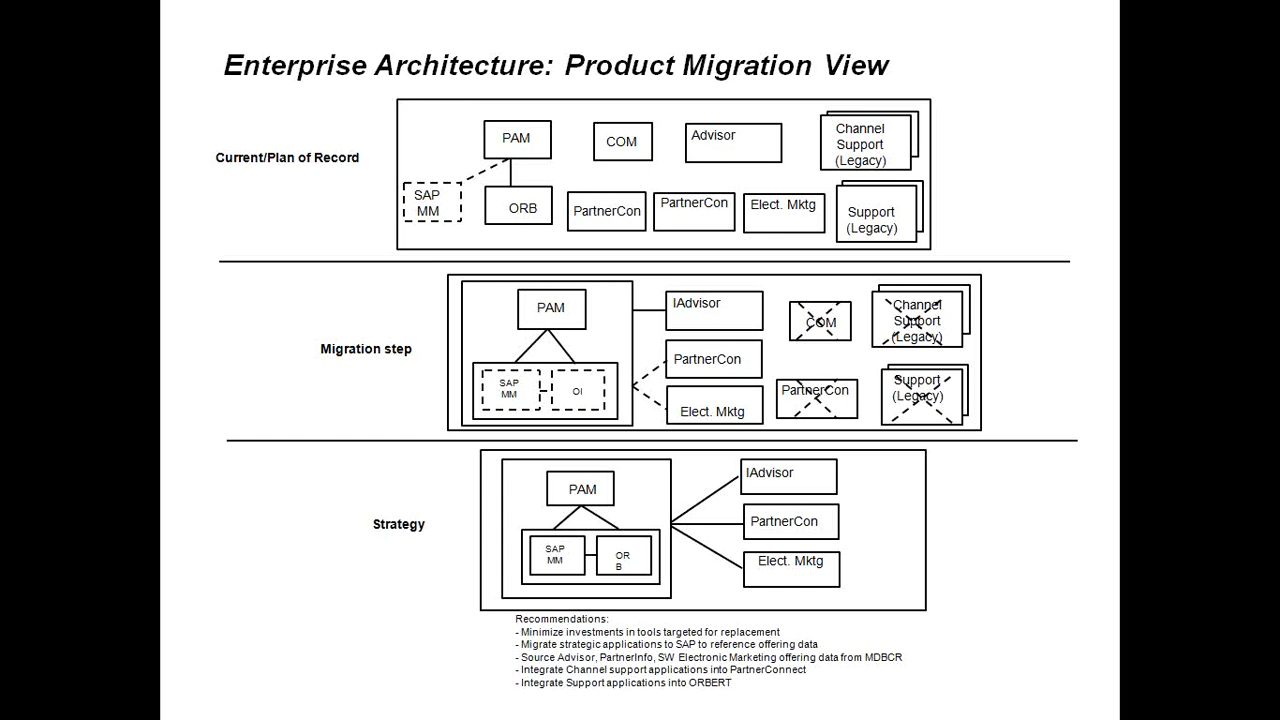 Enterprise Architecture: Product Migration View
Current/Plan of Record
PAM
COM
Advisor
Channel
Support
(Legacy)
SAP
MM
ORB
PartnerCon
PartnerCon
Elect. Mktg
Support
(Legacy)
Migration step
PAM
IAdvisor
COM
Channel
Support
(Legacy)
PartnerCon
SAP
MM
OI
Elect. Mktg
PartnerCon
Support
(Legacy)
Strategy
PAM
IAdvisor
PartnerCon
SAP
MM
OR
B
Elect. Mktg
Recommendations:
- Minimize investments in tools targeted for replacement
- Migrate strategic applications to SAP to reference offering data
- Source Advisor, PartnerInfo, SW Electronic Marketing offering data from MDBCR
- Integrate Channel support applications into PartnerConnect
- Integrate Support applications into ORBERT